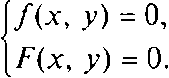 f(x, y) = 0,
F(x, y) = 0.